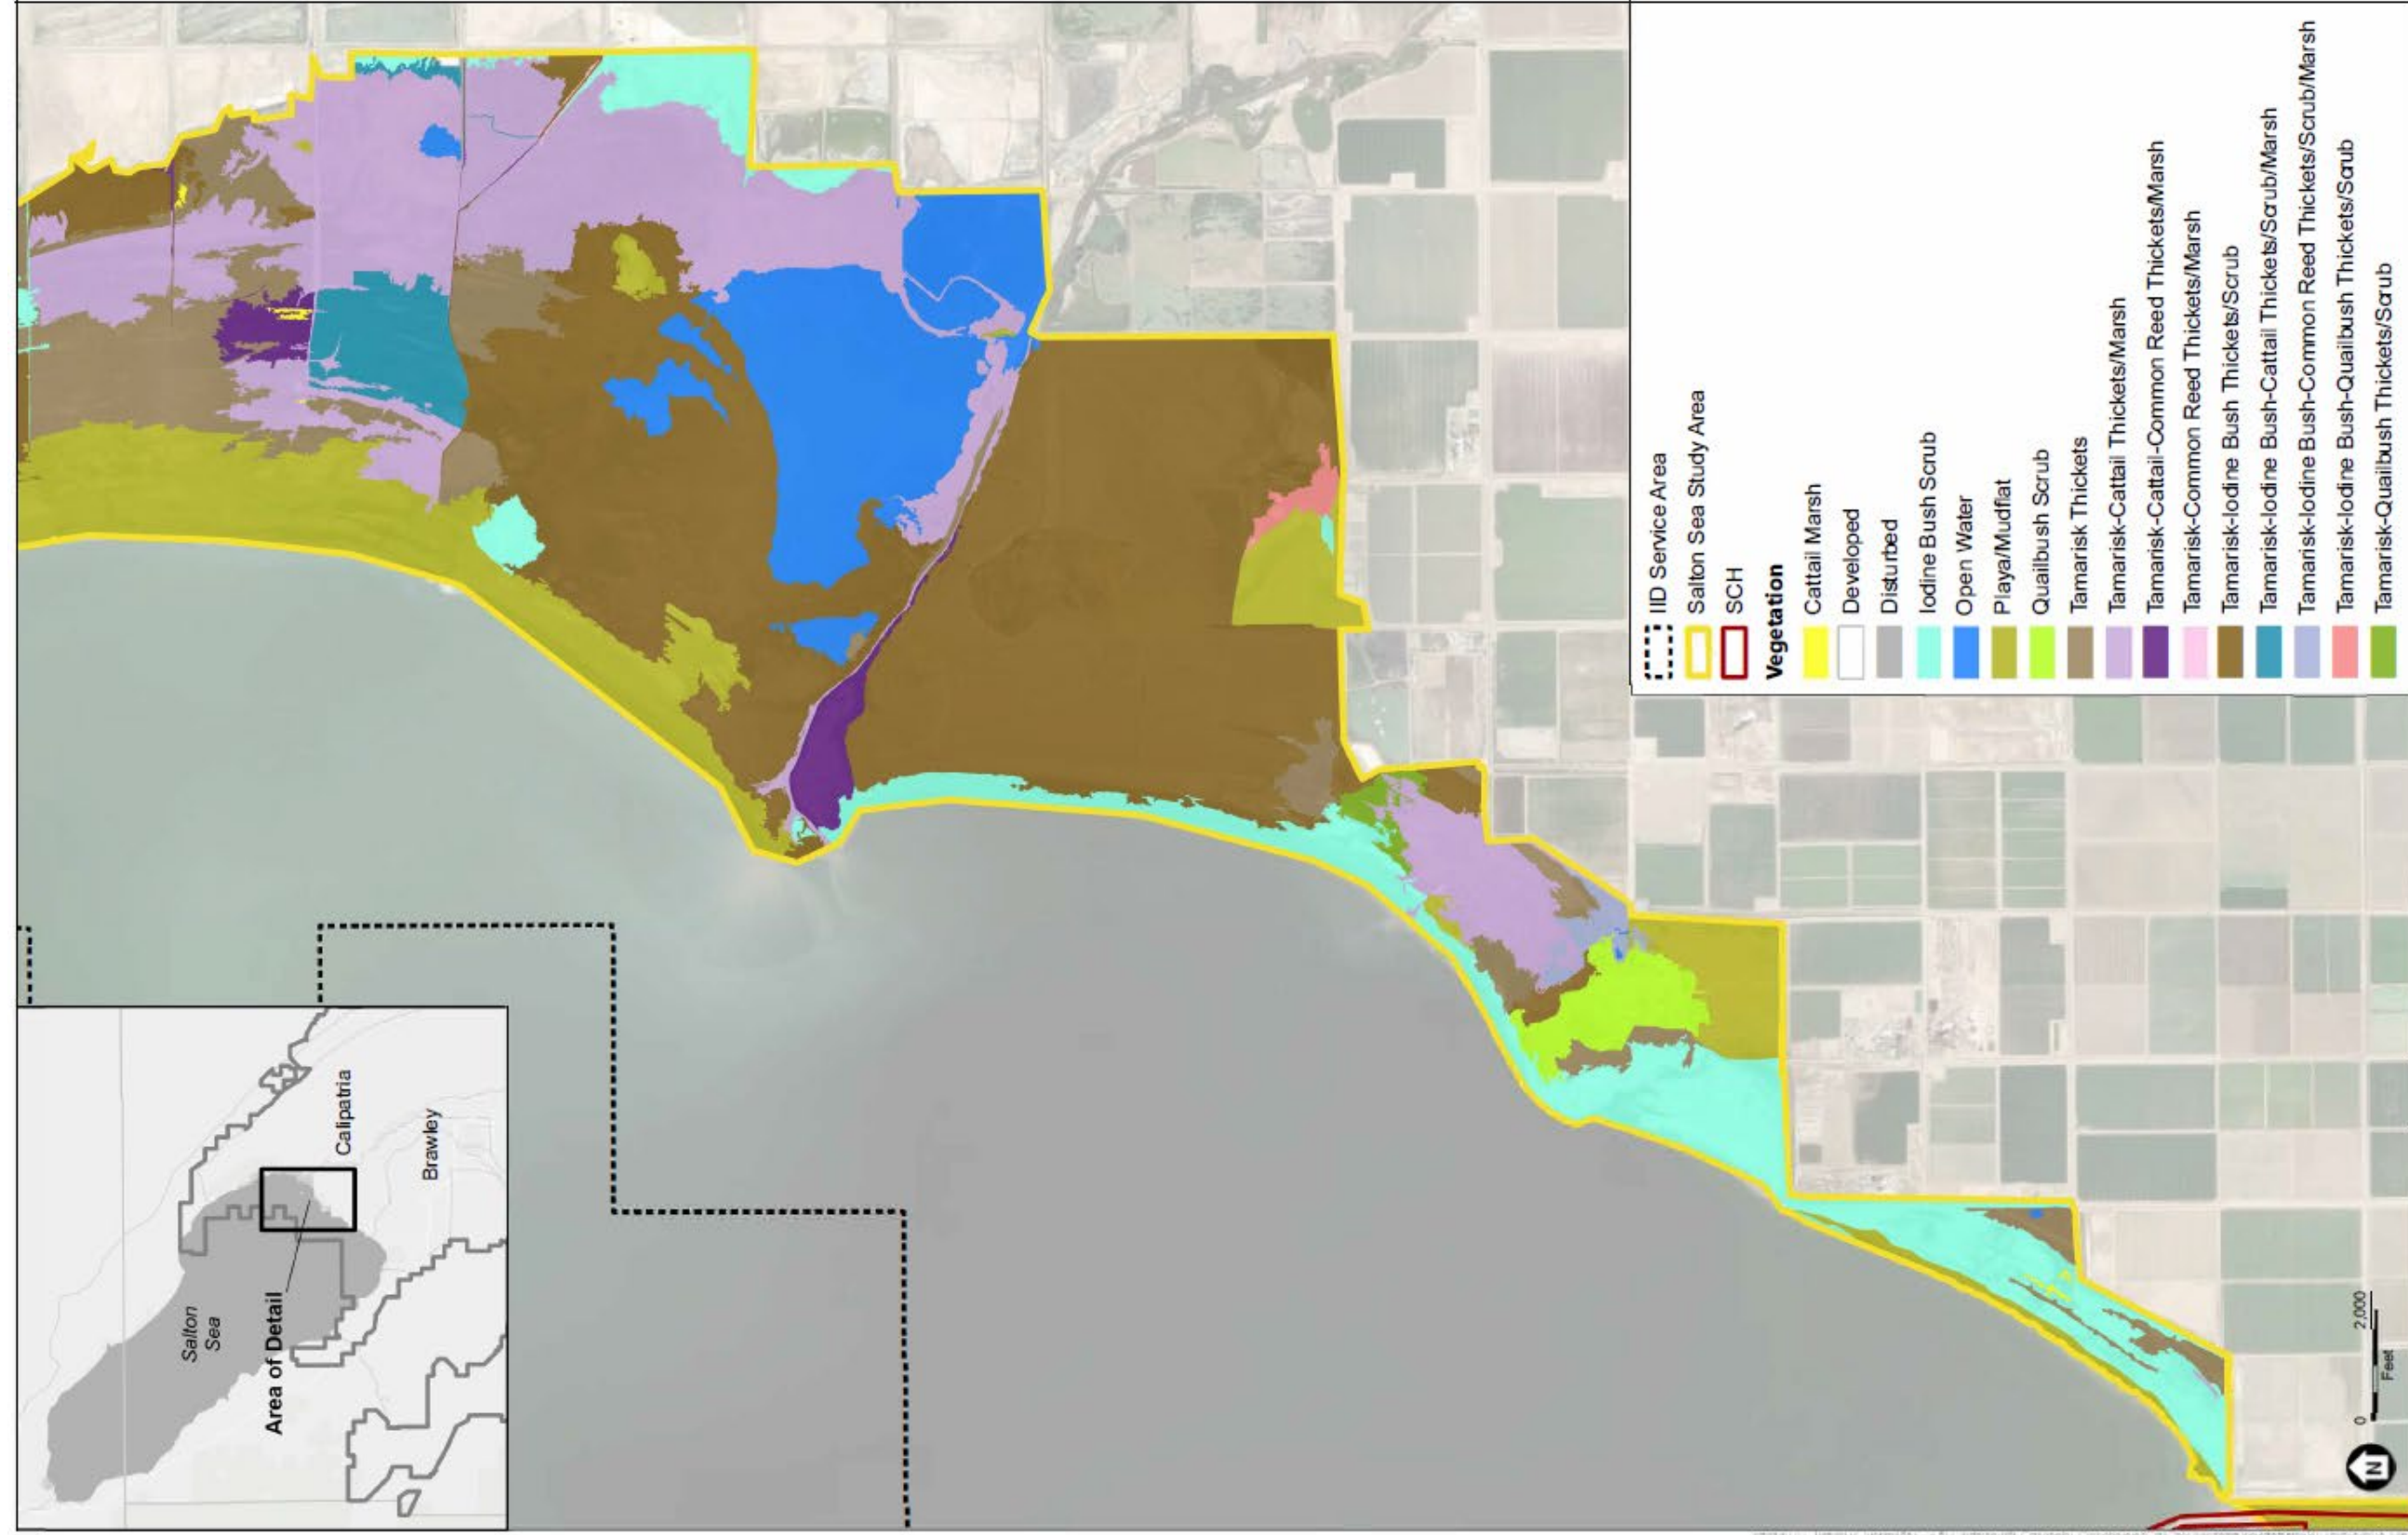 Salton
Sea
Area of Detail
Calipatria
Brawley
IID Service Area
Salton Sea Study Area
SCH
Vegetation
Cattail Marsh
Developed
Disturbed
Iodine Bush Scrub
Open Water
Playa/Mudflat
Quailbush Scrub
Tamarisk Thickets
Tamarisk-Cattail Thickets/Marsh
Tamarisk-Cattail-Common Reed Thickets/Marsh
Tamarisk-Common Reed Thickets/Marsh
Tamarisk-Iodine Bush Thickets/Scrub
Tamarisk-Iodine Bush-Cattail Thickets/Scrub/Marsh
Tamarisk-Iodine Bush-Common Reed Thickets/Scrub/Marsh
Tamarisk-Iodine Bush-Quailbush Thickets/Scrub
Tamarisk-Quailbush Thickets/Scrub
N
0 2,000
Feet